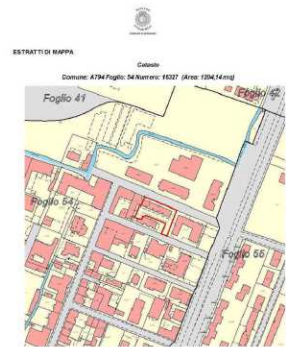 ESTRATTI DI MAPPA
Catasto
Comune: A794 Foglio: 54 Numero: 16327 (Area: 1204,14 mq)
Foglio 41
Foglio 42
Foglio 54
Foglio 55